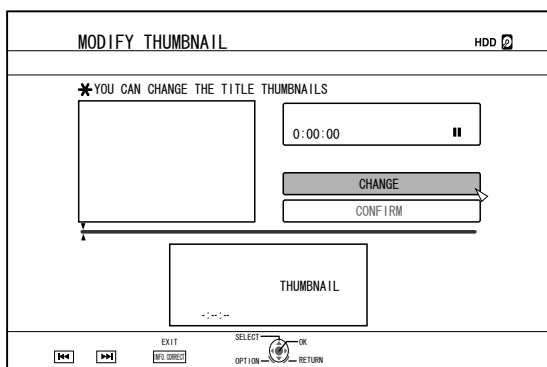 MODIFY THUMBNAIL HDD
YOU CAN CHANGE THE TITLE THUMBNAILS
0:00:00
CHANGE
CONFIRM
THUMBNAIL
-:--:--
EXIT
INFO. CORRECT
SELECT
OK
OPTION
RETURN